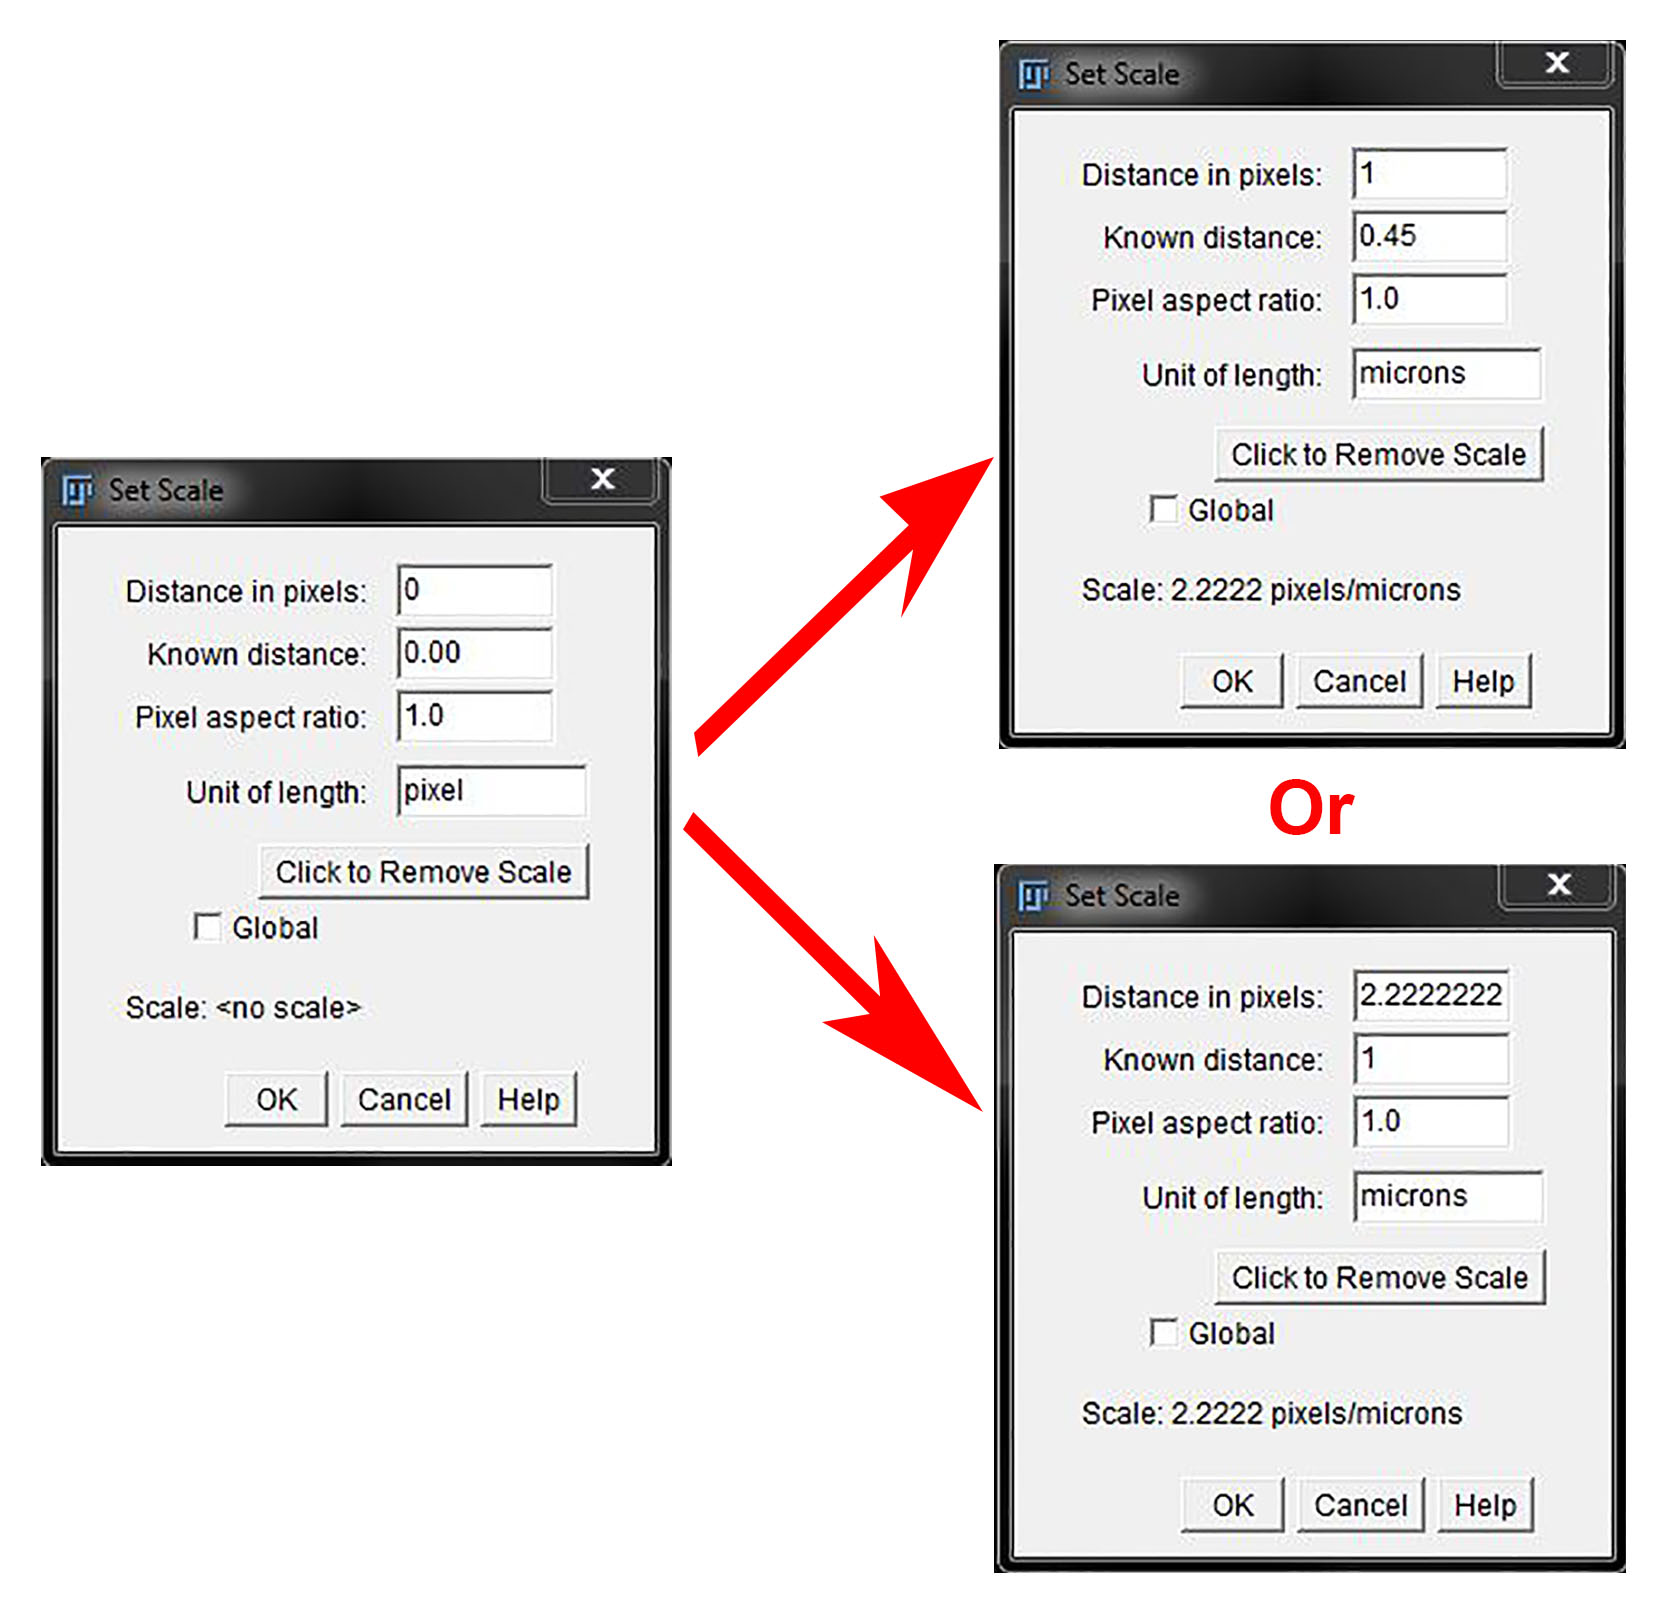 Set Scale
X
Distance in pixels: 0
Known distance: 0.00
Pixel aspect ratio: 1.0
Unit of length: pixel
Click to Remove Scale
Global
Scale: <no scale>
OK Cancel Help
Set Scale
X
Distance in pixels: 1
Known distance: 0.45
Pixel aspect ratio: 1.0
Unit of length: microns
Click to Remove Scale
Global
Scale: 2.2222 pixels/microns
OK Cancel Help
Or
Set Scale
X
Distance in pixels: 2.2222222
Known distance: 1
Pixel aspect ratio: 1.0
Unit of length: microns
Click to Remove Scale
Global
Scale: 2.2222 pixels/microns
OK Cancel Help